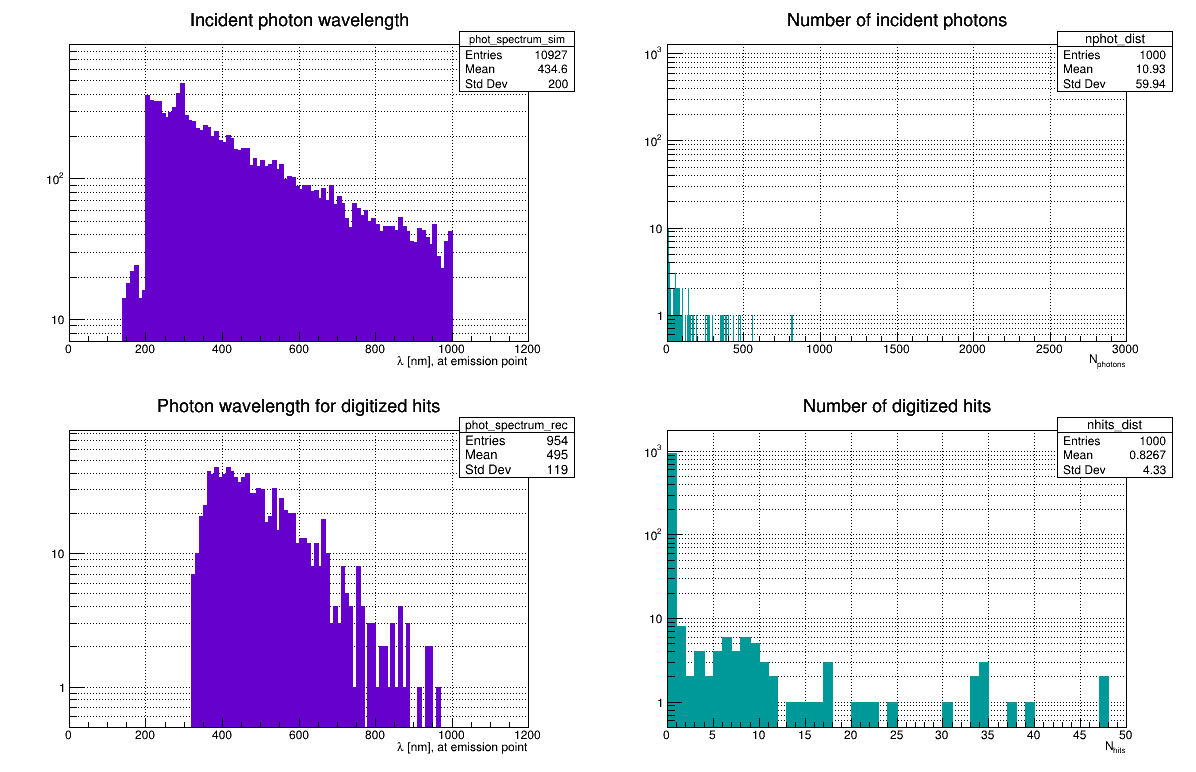 Incident photon wavelength
phot_spectrum_sim
Entries 10927
Mean 434.6
Std Dev 200
10²
10
0 200 400 600 800 1000 1200
λ [nm], at emission point
Number of incident photons
nphot_dist
Entries 1000
Mean 10.93
Std Dev 59.94
10³
10²
10
1
0 500 1000 1500 2000 2500 3000
N_photons
Photon wavelength for digitized hits
phot_spectrum_rec
Entries 954
Mean 495
Std Dev 119
10
1
0 200 400 600 800 1000 1200
λ [nm], at emission point
Number of digitized hits
nhits_dist
Entries 1000
Mean 0.8267
Std Dev 4.33
10³
10²
10
1
0 5 10 15 20 25 30 35 40 45 50
N_hits